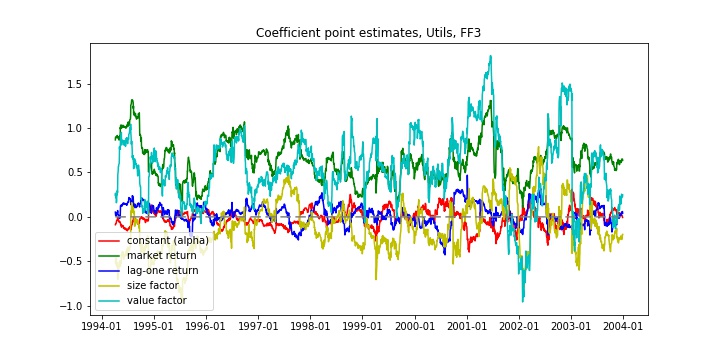 Coefficient point estimates, Utils, FF3
1.5
1.0
0.5
0.0
−0.5
−1.0
constant (alpha)
market return
lag-one return
size factor
value factor
1994-01 1995-01 1996-01 1997-01 1998-01 1999-01 2000-01 2001-01 2002-01 2003-01 2004-01